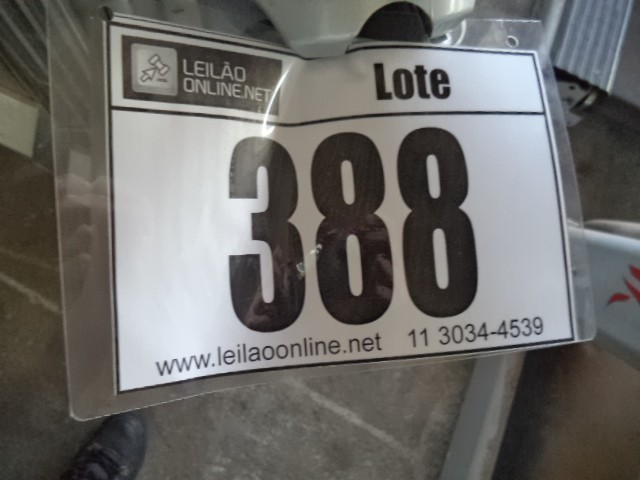 LEILÃO
ONLINE.NET
Lote
388
www.leilaoonline.net 11 3034-4539